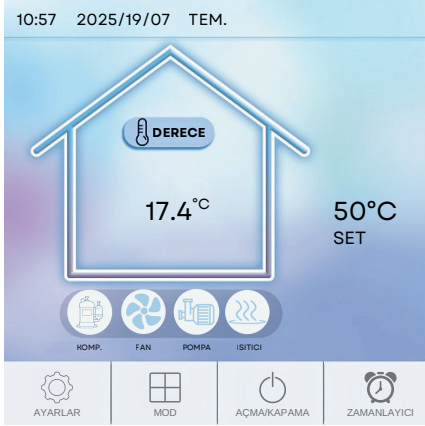 10:57 2025/19/07 TEM.
DERECE
17.4°C
50°C
SET
KOMP. FAN POMPA ISITICI
AYARLAR MOD AÇMA/KAPAMA ZAMANLAYICI